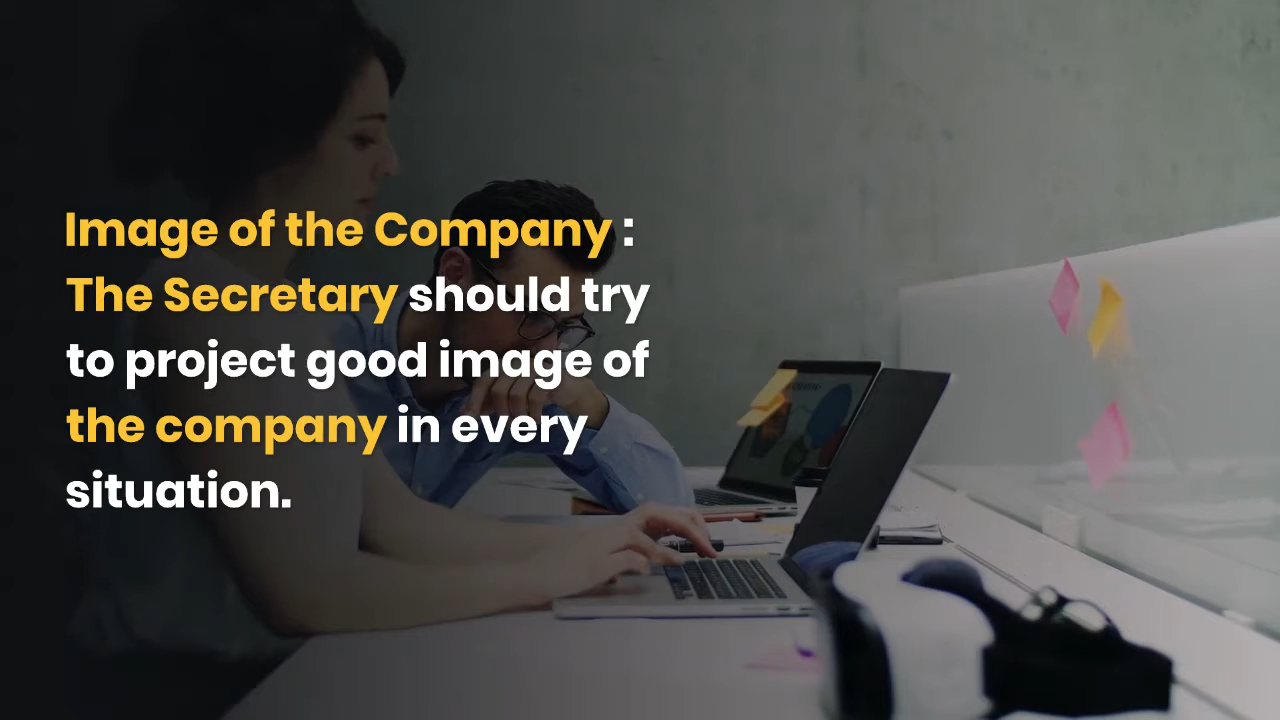 Image of the Company :
The Secretary should try
to project good image of
the company in every
situation.